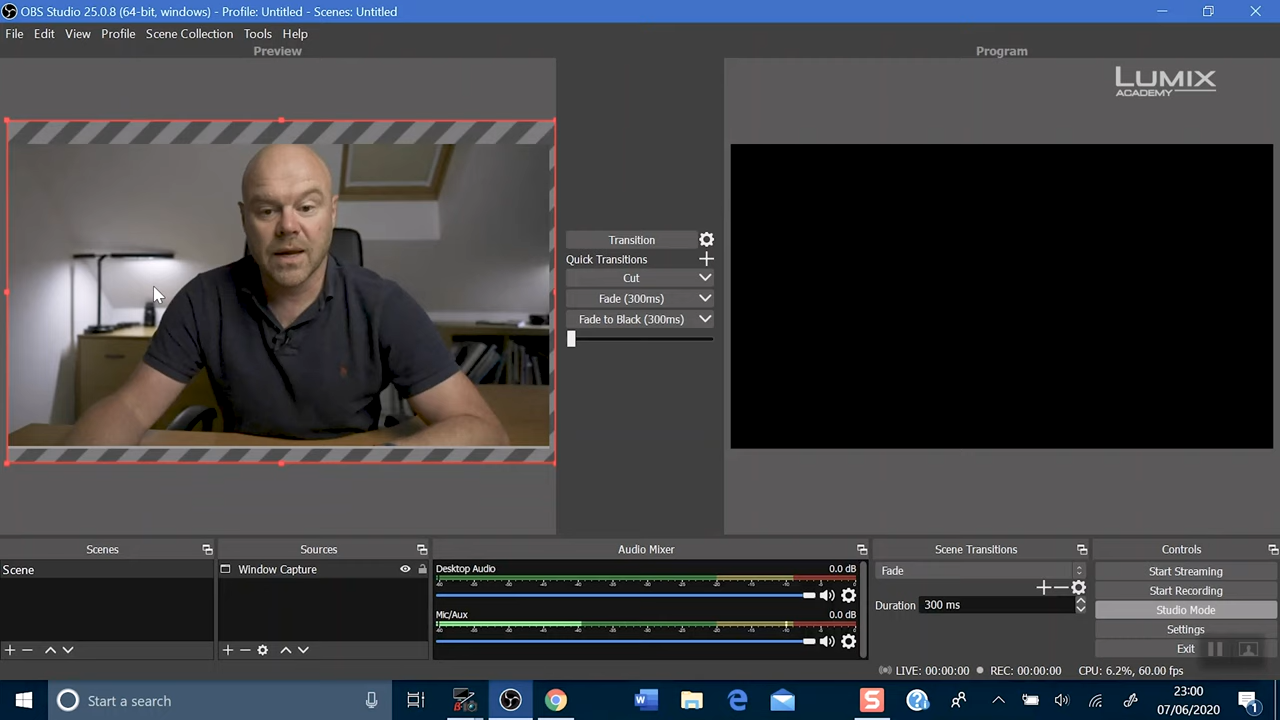 OBS Studio 25.0.8 (64-bit, windows) - Profile: Untitled - Scenes: Untitled
File Edit View Profile Scene Collection Tools Help
Preview
Program
LUMIX
ACADEMY
Transition
Quick Transitions
Cut
Fade (300ms)
Fade to Black (300ms)
Scenes
Scene
Sources
Window Capture
Audio Mixer
Desktop Audio 0.0 dB
Mic/Aux 0.0 dB
Scene Transitions
Fade
Duration 300 ms
Controls
Start Streaming
Start Recording
Studio Mode
Settings
Exit
LIVE: 00:00:00 REC: 00:00:00 CPU: 6.2%, 60.00 fps
Start a search
23:00
07/06/2020
1